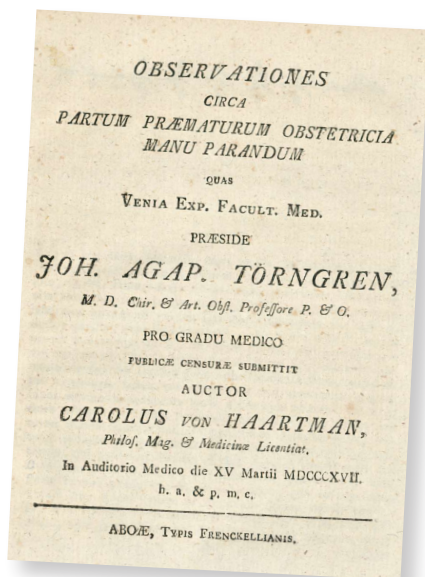 OBSERVATIONES
CIRCA
PARTUM PRÆMATURUM OBSTETRICIA
MANU PARANDUM
QUAS
VENIA EXP. FACULT. MED.
PRÆSIDE
JOH. AGAP. TÖRNGREN,
M. D. Chir. & Art. Obst. Professore P. & O.
PRO GRADU MEDICO
PUBLICÆ CENSURÆ SUBMITTIT
AUCTOR
CAROLUS VON HAARTMAN,
Philos. Mag. & Medicinæ Licentiat.
In Auditorio Medico die XV Martii MDCCCXVII.
h. a. & p. m. c.
ABOÆ, TYPIS FRENCKELLIANIS.